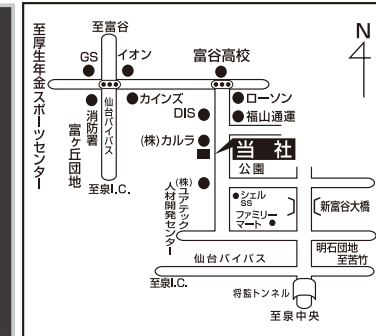 至富谷
N
GS
イオン
富谷高校
至厚生年金スポーツセンター
カインズ
ローソン
消防署
仙台バイパス
DIS
福山通運
富ヶ丘団地
(株)カルラ
当社
公園
至泉I.C.
(株)ユアテック
人材開発センター
シェル
SS
ファミリー
マート
新富谷大橋
明石団地
至苦竹
仙台バイパス
至泉I.C.
将監トンネル
至泉中央